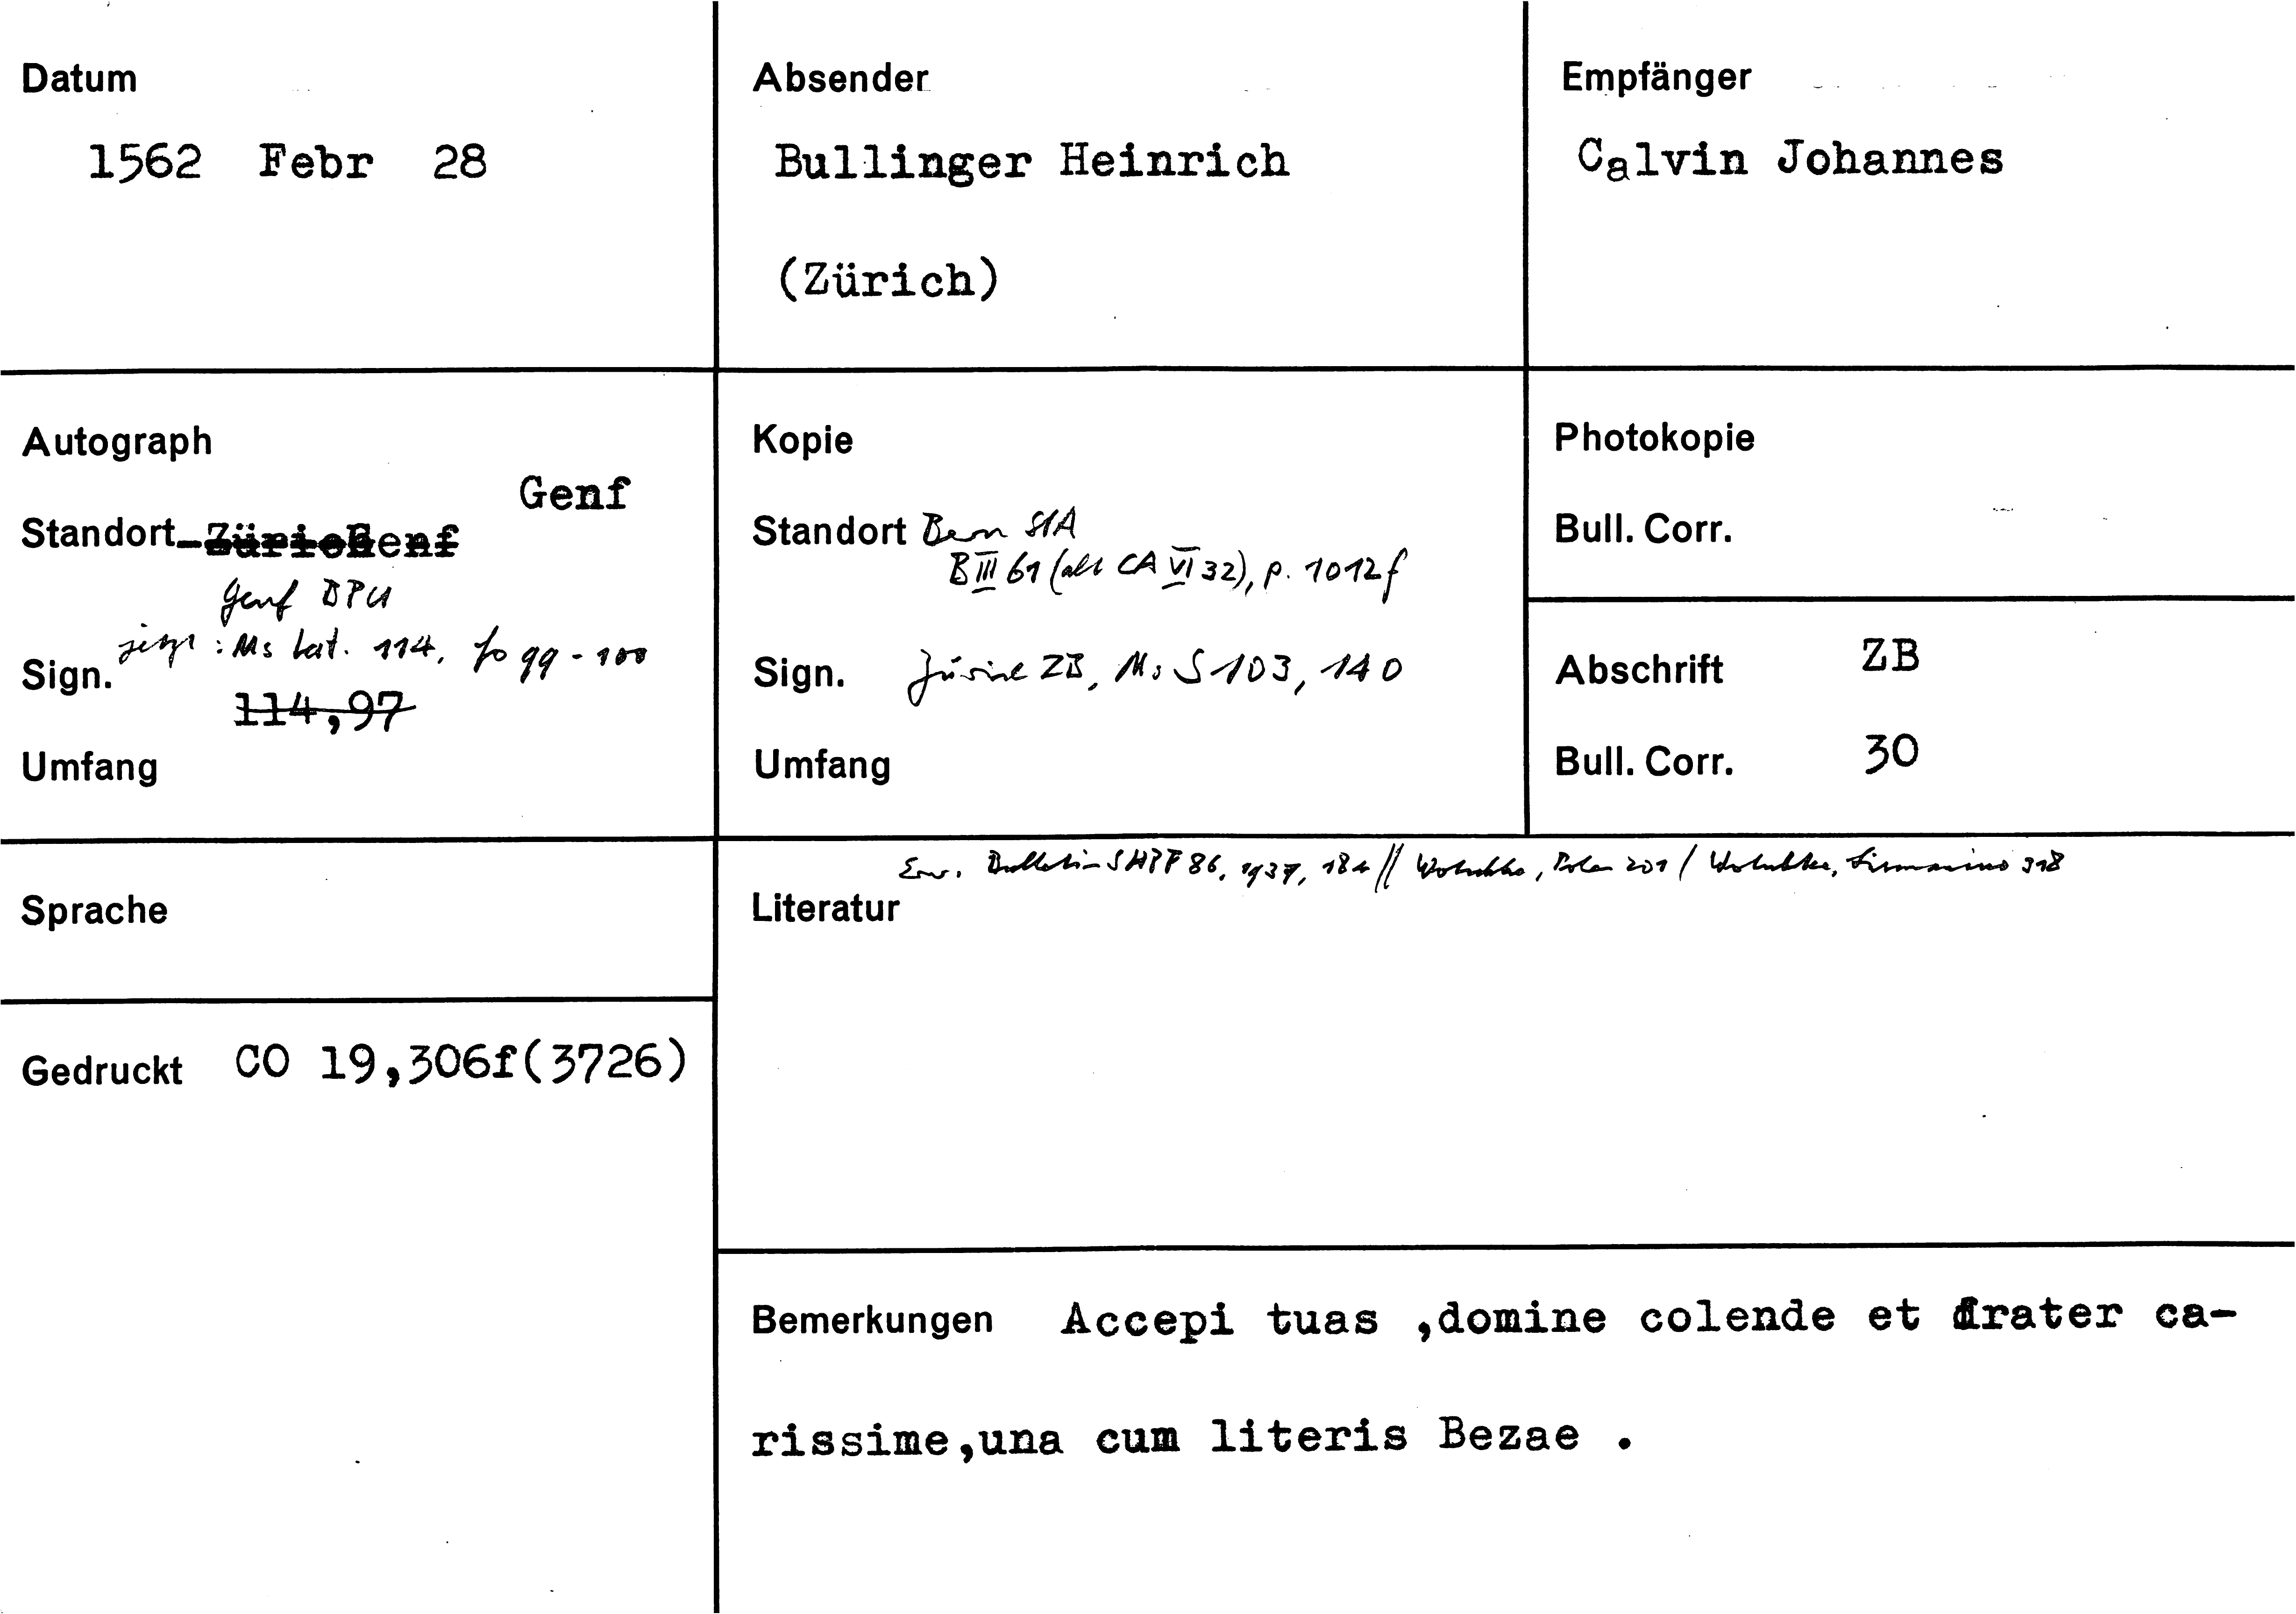 Datum
1562 Febr 28
Absender
Bullinger Heinrich
(Zürich)
Empfänger
Calvin Johannes
Autograph
Genf
Standort
Genf BPU
Sign. jetzt: Ms lat. 114, fo 99-100
114,97
Umfang
Kopie
Standort Bern StA
B III 61 (alt CA VI 32), p. 1012f
Sign. Zürich ZB, Ms S 103, 140
Umfang
Photokopie
Bull. Corr.
Abschrift ZB
Bull. Corr. 30
Sprache
Gedruckt CO 19,306f(3726)
Erw. Bulletin SHPF 86, 1937, 184 // Wotschke, Polen 201 / Wotschke, Lismanino 318
Literatur
Bemerkungen Accepi tuas ,domine colende et frater ca-
rissime,una cum literis Bezae .